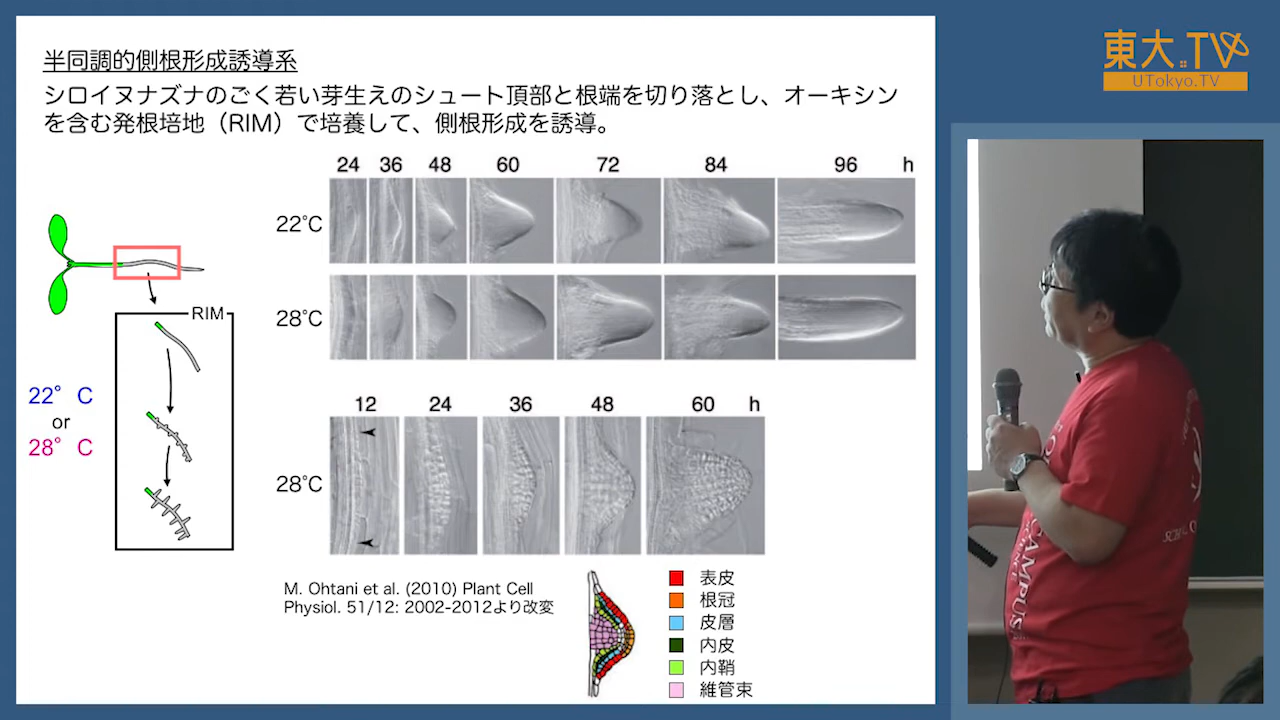 半同調的側根形成誘導系
シロイヌナズナのごく若い芽生えのシュート頂部と根端を切り落とし、オーキシン
を含む発根培地（RIM）で培養して、側根形成を誘導。
24 36 48 60 72 84 96 h
22°C
28°C
RIM
22° C
or
28° C
12 24 36 48 60 h
28°C
M. Ohtani et al. (2010) Plant Cell
Physiol. 51/12: 2002-2012より改変
表皮
根冠
皮層
内皮
内鞘
維管束
東大.TV
UTokyo.TV
CAMPUS